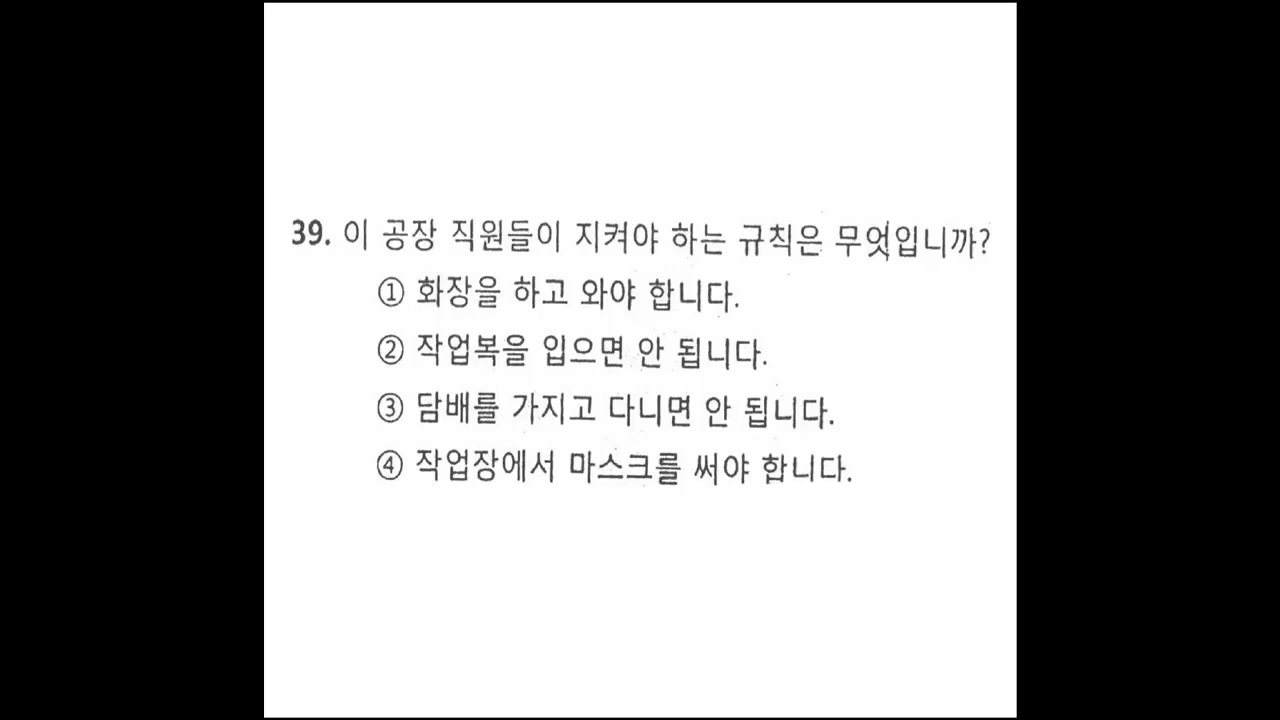 39. 이 공장 직원들이 지켜야 하는 규칙은 무엇입니까?
① 화장을 하고 와야 합니다.
② 작업복을 입으면 안 됩니다.
③ 담배를 가지고 다니면 안 됩니다.
④ 작업장에서 마스크를 써야 합니다.